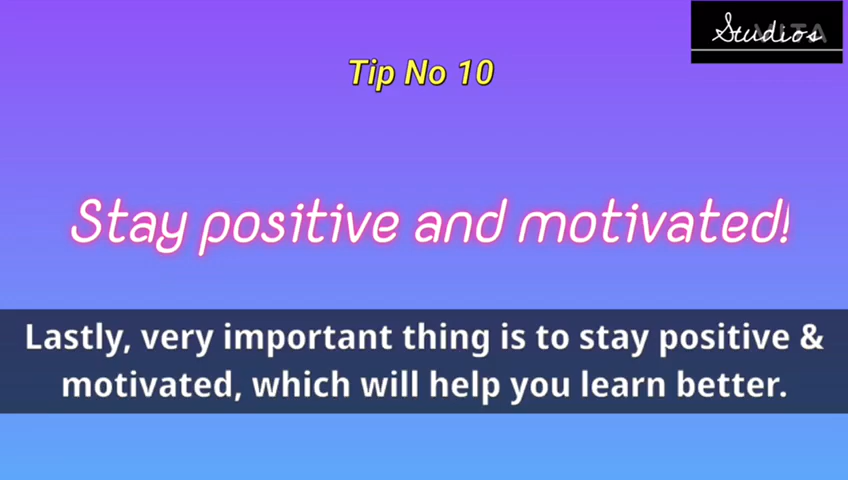 Studios
VITA
Tip No 10
Stay positive and motivated!
Lastly, very important thing is to stay positive &
motivated, which will help you learn better.